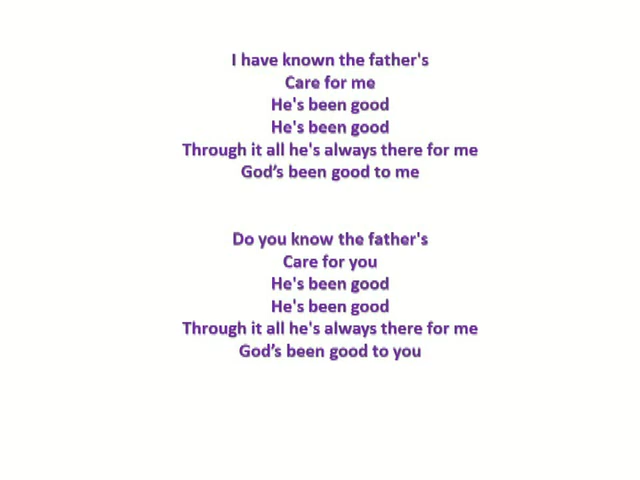 I have known the father's
Care for me
He's been good
He's been good
Through it all he's always there for me
God’s been good to me
Do you know the father's
Care for you
He's been good
He's been good
Through it all he's always there for me
God’s been good to you